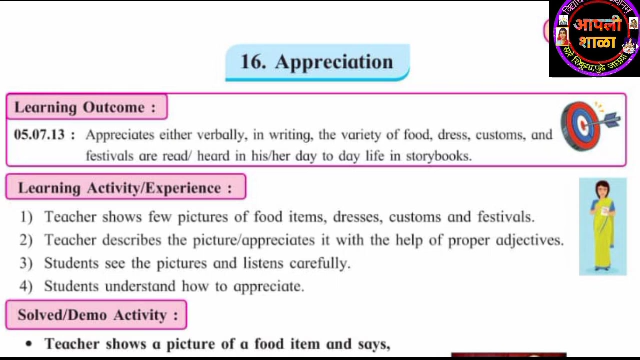 आपली
शाळा
16. Appreciation
Learning Outcome :
05.07.13 : Appreciates either verbally, in writing, the variety of food, dress, customs, and
festivals are read/ heard in his/her day to day life in storybooks.
Learning Activity/Experience :
1) Teacher shows few pictures of food items, dresses, customs and festivals.
2) Teacher describes the picture/appreciates it with the help of proper adjectives.
3) Students see the pictures and listens carefully.
4) Students understand how to appreciate.
Solved/Demo Activity :
• Teacher shows a picture of a food item and says,